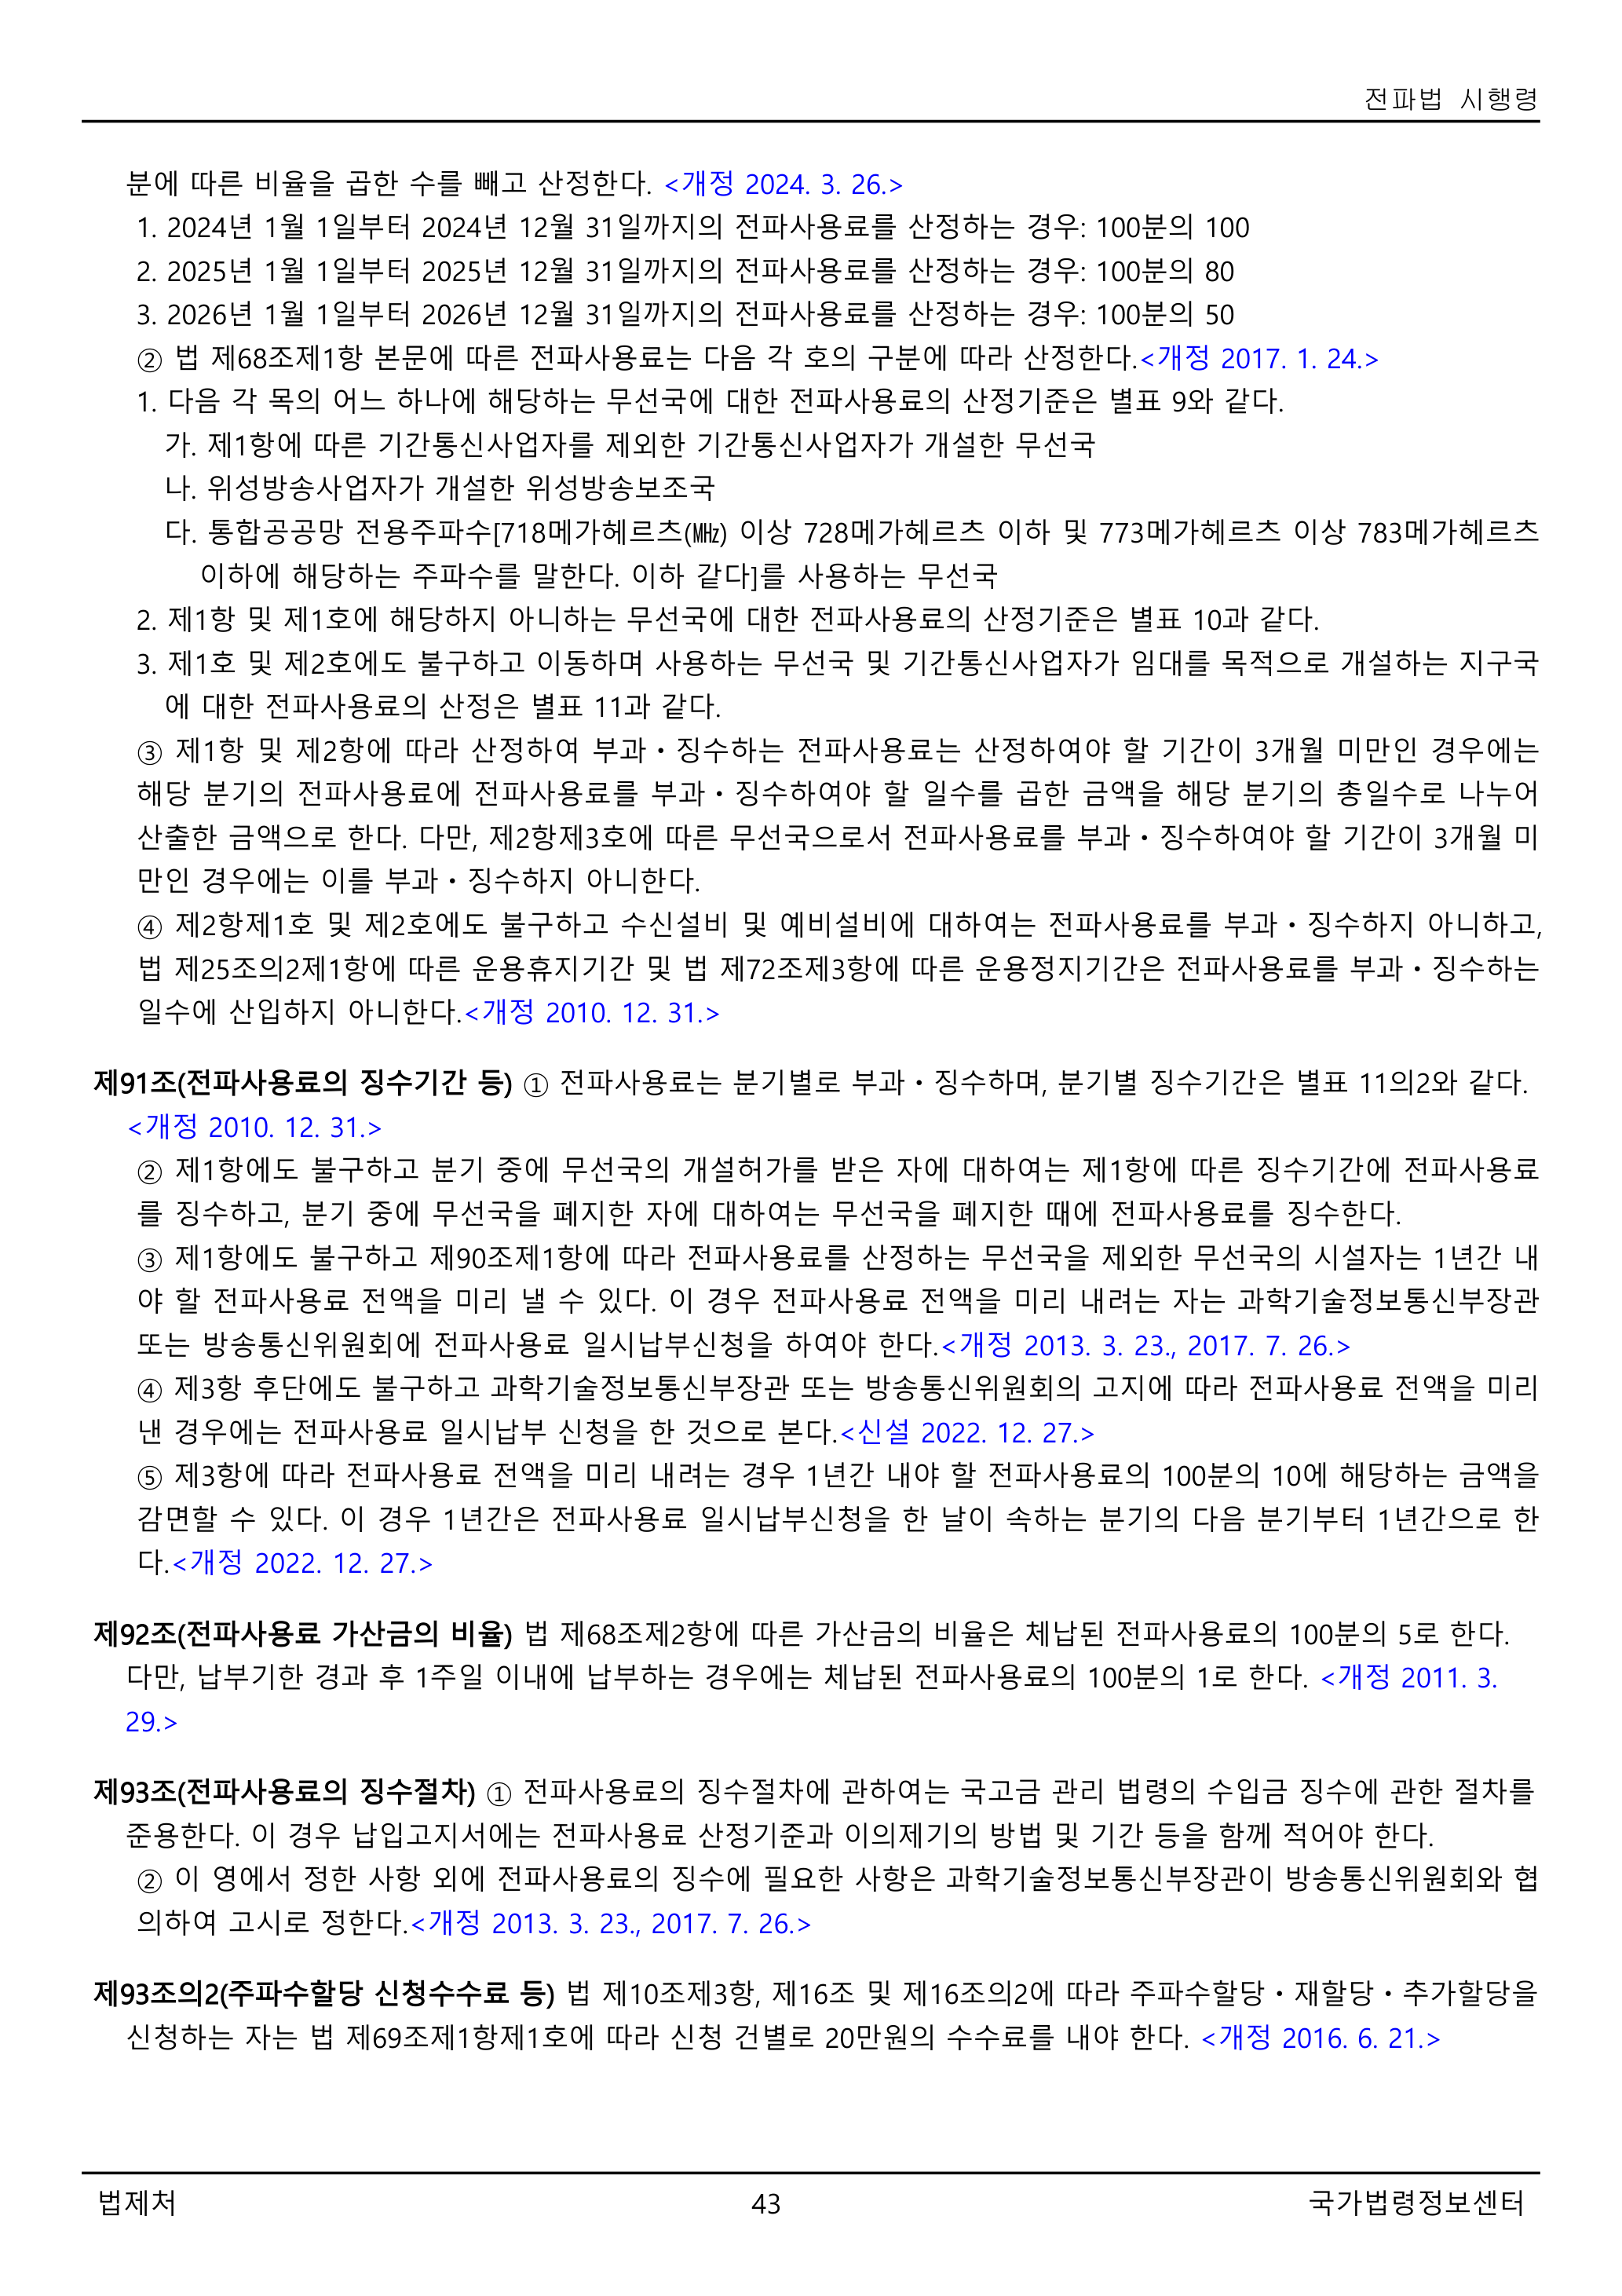 전파법 시행령
분에 따른 비율을 곱한 수를 빼고 산정한다. <개정 2024. 3. 26.>
1. 2024년 1월 1일부터 2024년 12월 31일까지의 전파사용료를 산정하는 경우: 100분의 100
2. 2025년 1월 1일부터 2025년 12월 31일까지의 전파사용료를 산정하는 경우: 100분의 80
3. 2026년 1월 1일부터 2026년 12월 31일까지의 전파사용료를 산정하는 경우: 100분의 50
② 법 제68조제1항 본문에 따른 전파사용료는 다음 각 호의 구분에 따라 산정한다.<개정 2017. 1. 24.>
1. 다음 각 목의 어느 하나에 해당하는 무선국에 대한 전파사용료의 산정기준은 별표 9와 같다.
가. 제1항에 따른 기간통신사업자를 제외한 기간통신사업자가 개설한 무선국
나. 위성방송사업자가 개설한 위성방송보조국
다. 통합공공망 전용주파수[718메가헤르츠(㎒) 이상 728메가헤르츠 이하 및 773메가헤르츠 이상 783메가헤르츠
이하에 해당하는 주파수를 말한다. 이하 같다]를 사용하는 무선국
2. 제1항 및 제1호에 해당하지 아니하는 무선국에 대한 전파사용료의 산정기준은 별표 10과 같다.
3. 제1호 및 제2호에도 불구하고 이동하며 사용하는 무선국 및 기간통신사업자가 임대를 목적으로 개설하는 지구국
에 대한 전파사용료의 산정은 별표 11과 같다.
③ 제1항 및 제2항에 따라 산정하여 부과ㆍ징수하는 전파사용료는 산정하여야 할 기간이 3개월 미만인 경우에는
해당 분기의 전파사용료에 전파사용료를 부과ㆍ징수하여야 할 일수를 곱한 금액을 해당 분기의 총일수로 나누어
산출한 금액으로 한다. 다만, 제2항제3호에 따른 무선국으로서 전파사용료를 부과ㆍ징수하여야 할 기간이 3개월 미
만인 경우에는 이를 부과ㆍ징수하지 아니한다.
④ 제2항제1호 및 제2호에도 불구하고 수신설비 및 예비설비에 대하여는 전파사용료를 부과ㆍ징수하지 아니하고,
법 제25조의2제1항에 따른 운용휴지기간 및 법 제72조제3항에 따른 운용정지기간은 전파사용료를 부과ㆍ징수하는
일수에 산입하지 아니한다.<개정 2010. 12. 31.>
제91조(전파사용료의 징수기간 등) ① 전파사용료는 분기별로 부과ㆍ징수하며, 분기별 징수기간은 별표 11의2와 같다.
<개정 2010. 12. 31.>
② 제1항에도 불구하고 분기 중에 무선국의 개설허가를 받은 자에 대하여는 제1항에 따른 징수기간에 전파사용료
를 징수하고, 분기 중에 무선국을 폐지한 자에 대하여는 무선국을 폐지한 때에 전파사용료를 징수한다.
③ 제1항에도 불구하고 제90조제1항에 따라 전파사용료를 산정하는 무선국을 제외한 무선국의 시설자는 1년간 내
야 할 전파사용료 전액을 미리 낼 수 있다. 이 경우 전파사용료 전액을 미리 내려는 자는 과학기술정보통신부장관
또는 방송통신위원회에 전파사용료 일시납부신청을 하여야 한다.<개정 2013. 3. 23., 2017. 7. 26.>
④ 제3항 후단에도 불구하고 과학기술정보통신부장관 또는 방송통신위원회의 고지에 따라 전파사용료 전액을 미리
낸 경우에는 전파사용료 일시납부 신청을 한 것으로 본다.<신설 2022. 12. 27.>
⑤ 제3항에 따라 전파사용료 전액을 미리 내려는 경우 1년간 내야 할 전파사용료의 100분의 10에 해당하는 금액을
감면할 수 있다. 이 경우 1년간은 전파사용료 일시납부신청을 한 날이 속하는 분기의 다음 분기부터 1년간으로 한
다.<개정 2022. 12. 27.>
제92조(전파사용료 가산금의 비율) 법 제68조제2항에 따른 가산금의 비율은 체납된 전파사용료의 100분의 5로 한다.
다만, 납부기한 경과 후 1주일 이내에 납부하는 경우에는 체납된 전파사용료의 100분의 1로 한다. <개정 2011. 3.
29.>
제93조(전파사용료의 징수절차) ① 전파사용료의 징수절차에 관하여는 국고금 관리 법령의 수입금 징수에 관한 절차를
준용한다. 이 경우 납입고지서에는 전파사용료 산정기준과 이의제기의 방법 및 기간 등을 함께 적어야 한다.
② 이 영에서 정한 사항 외에 전파사용료의 징수에 필요한 사항은 과학기술정보통신부장관이 방송통신위원회와 협
의하여 고시로 정한다.<개정 2013. 3. 23., 2017. 7. 26.>
제93조의2(주파수할당 신청수수료 등) 법 제10조제3항, 제16조 및 제16조의2에 따라 주파수할당ㆍ재할당ㆍ추가할당을
신청하는 자는 법 제69조제1항제1호에 따라 신청 건별로 20만원의 수수료를 내야 한다. <개정 2016. 6. 21.>
법제처 43 국가법령정보센터